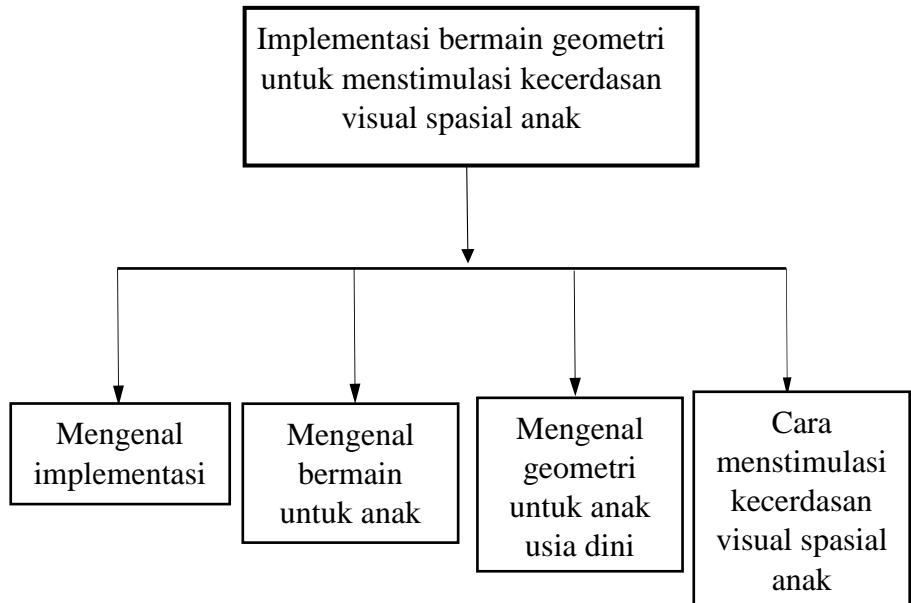 Implementasi bermain geometri
untuk menstimulasi kecerdasan
visual spasial anak
Mengenal
implementasi
Mengenal
bermain
untuk anak
Mengenal
geometri
untuk anak
usia dini
Cara
menstimulasi
kecerdasan
visual spasial
anak